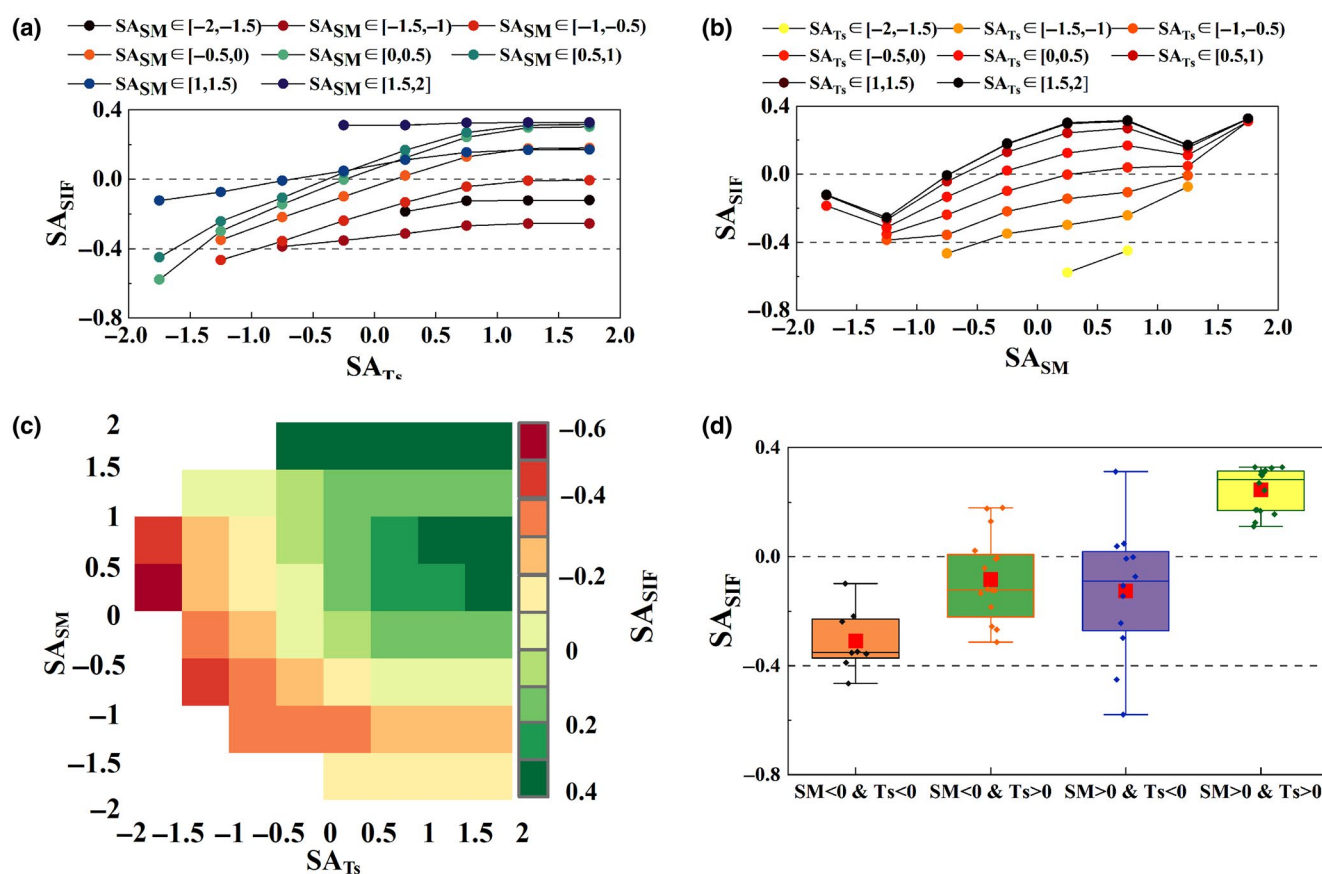 (a)
SA_SM ∈ [−2,−1.5) SA_SM ∈ [−1.5,−1) SA_SM ∈ [−1,−0.5)
SA_SM ∈ [−0.5,0) SA_SM ∈ [0,0.5) SA_SM ∈ [0.5,1)
SA_SM ∈ [1,1.5) SA_SM ∈ [1.5,2]
0.4
0.0
−0.4
−0.8
SA_SIF
−2.0 −1.5 −1.0 −0.5 0.0 0.5 1.0 1.5 2.0
SA_Ts
(b)
SA_Ts ∈ [−2,−1.5) SA_Ts ∈ [−1.5,−1) SA_Ts ∈ [−1,−0.5)
SA_Ts ∈ [−0.5,0) SA_Ts ∈ [0,0.5) SA_Ts ∈ [0.5,1)
SA_Ts ∈ [1,1.5) SA_Ts ∈ [1.5,2]
0.4
0.0
−0.4
−0.8
SA_SIF
−2.0 −1.5 −1.0 −0.5 0.0 0.5 1.0 1.5 2.0
SA_SM
(c)
2
1.5
1
0.5
0
−0.5
−1
−1.5
−2
SA_SM
−2 −1.5 −1 −0.5 0 0.5 1 1.5 2
SA_Ts
−0.6
−0.4
−0.2
0
0.2
0.4
SA_SIF
(d)
0.4
0.0
−0.4
−0.8
SA_SIF
SM<0 & Ts<0 SM<0 & Ts>0 SM>0 & Ts<0 SM>0 & Ts>0